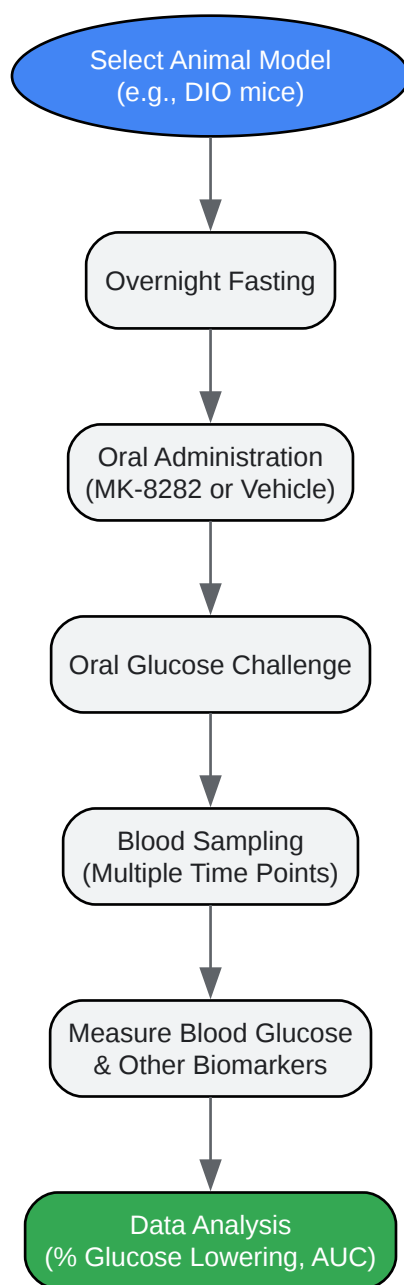 Select Animal Model
(e.g., DIO mice)
Overnight Fasting
Oral Administration
(MK-8282 or Vehicle)
Oral Glucose Challenge
Blood Sampling
(Multiple Time Points)
Measure Blood Glucose
& Other Biomarkers
Data Analysis
(% Glucose Lowering, AUC)